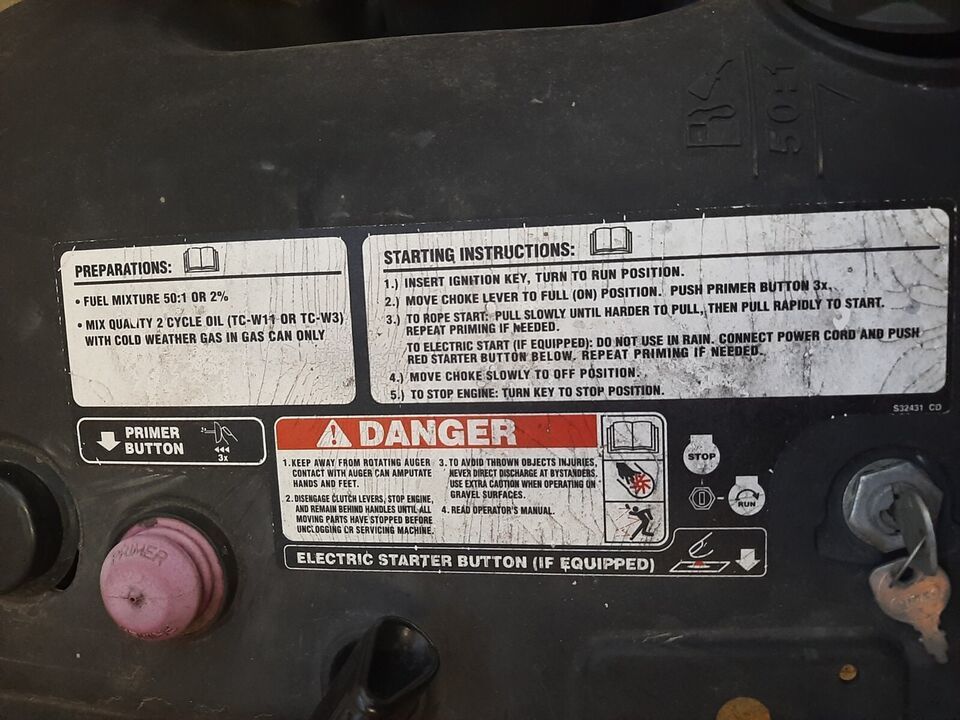 50:1
PREPARATIONS:
• FUEL MIXTURE 50:1 OR 2%
• MIX QUALITY 2 CYCLE OIL (TC-W11 OR TC-W3)
WITH COLD WEATHER GAS IN GAS CAN ONLY
STARTING INSTRUCTIONS:
1.) INSERT IGNITION KEY, TURN TO RUN POSITION.
2.) MOVE CHOKE LEVER TO FULL (ON) POSITION. PUSH PRIMER BUTTON 3x.
3.) TO ROPE START: PULL SLOWLY UNTIL HARDER TO PULL, THEN PULL RAPIDLY TO START.
REPEAT PRIMING IF NEEDED.
TO ELECTRIC START (IF EQUIPPED): DO NOT USE IN RAIN. CONNECT POWER CORD AND PUSH
RED STARTER BUTTON BELOW, REPEAT PRIMING IF NEEDED.
4.) MOVE CHOKE SLOWLY TO OFF POSITION.
5.) TO STOP ENGINE: TURN KEY TO STOP POSITION.
S32431 CD
PRIMER
BUTTON
3x
DANGER
1. KEEP AWAY FROM ROTATING AUGER
CONTACT WITH AUGER CAN AMPUTATE
HANDS AND FEET.
2. DISENGAGE CLUTCH LEVERS, STOP ENGINE,
AND REMAIN BEHIND HANDLES UNTIL ALL
MOVING PARTS HAVE STOPPED BEFORE
UNCLOGGING OR SERVICING MACHINE.
3. TO AVOID THROWN OBJECTS INJURIES,
NEVER DIRECT DISCHARGE AT BYSTANDERS.
USE EXTRA CAUTION WHEN OPERATING ON
GRAVEL SURFACES.
4. READ OPERATOR'S MANUAL.
STOP
RUN
ELECTRIC STARTER BUTTON (IF EQUIPPED)
PRIMER